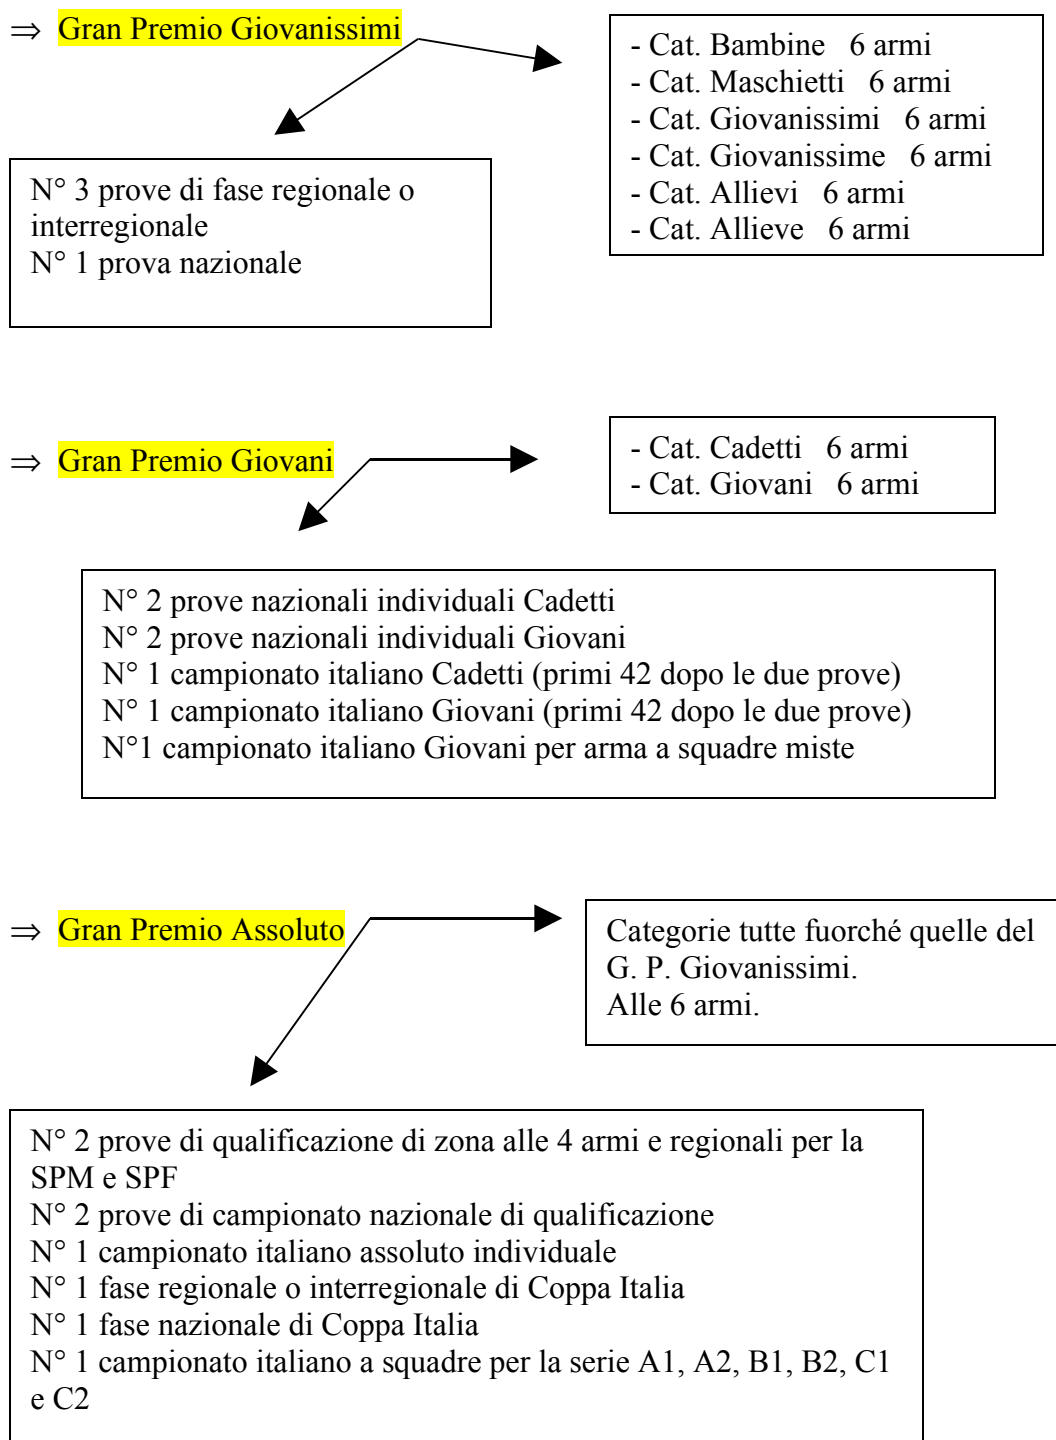 ⇒ Gran Premio Giovanissimi
- Cat. Bambine 6 armi
- Cat. Maschietti 6 armi
- Cat. Giovanissimi 6 armi
- Cat. Giovanissime 6 armi
- Cat. Allievi 6 armi
- Cat. Allieve 6 armi
N° 3 prove di fase regionale o
interregionale
N° 1 prova nazionale
⇒ Gran Premio Giovani
- Cat. Cadetti 6 armi
- Cat. Giovani 6 armi
N° 2 prove nazionali individuali Cadetti
N° 2 prove nazionali individuali Giovani
N° 1 campionato italiano Cadetti (primi 42 dopo le due prove)
N° 1 campionato italiano Giovani (primi 42 dopo le due prove)
N°1 campionato italiano Giovani per arma a squadre miste
⇒ Gran Premio Assoluto
Categorie tutte fuorché quelle del
G. P. Giovanissimi.
Alle 6 armi.
N° 2 prove di qualificazione di zona alle 4 armi e regionali per la
SPM e SPF
N° 2 prove di campionato nazionale di qualificazione
N° 1 campionato italiano assoluto individuale
N° 1 fase regionale o interregionale di Coppa Italia
N° 1 fase nazionale di Coppa Italia
N° 1 campionato italiano a squadre per la serie A1, A2, B1, B2, C1
e C2